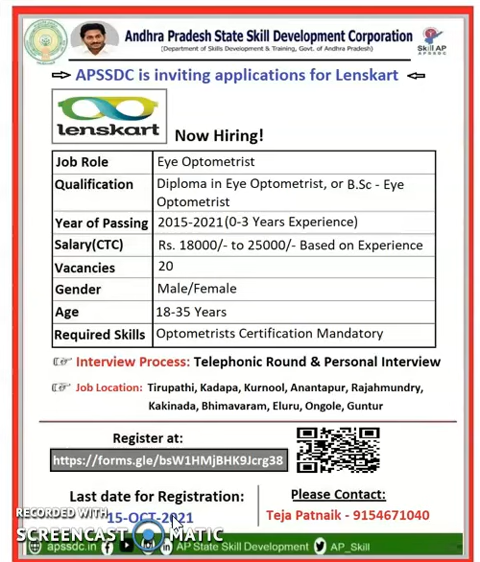 Andhra Pradesh State Skill Development Corporation
(Department of Skills Development & Training, Govt. of Andhra Pradesh)
Skill AP
APSSDC
⇨ APSSDC is inviting applications for Lenskart ⇦
lenskart
Now Hiring!
Job Role Eye Optometrist
Qualification Diploma in Eye Optometrist, or B.Sc - Eye
Optometrist
Year of Passing 2015-2021(0-3 Years Experience)
Salary(CTC) Rs. 18000/- to 25000/- Based on Experience
Vacancies 20
Gender Male/Female
Age 18-35 Years
Required Skills Optometrists Certification Mandatory
Interview Process: Telephonic Round & Personal Interview
Job Location: Tirupathi, Kadapa, Kurnool, Anantapur, Rajahmundry,
Kakinada, Bhimavaram, Eluru, Ongole, Guntur
Register at:
https://forms.gle/bsW1HMjBHK9Jcrg38
Last date for Registration:
15-OCT-2021
Please Contact:
Teja Patnaik - 9154671040
RECORDED WITH
SCREENCAST MATIC
apssdc.in AP State Skill Development AP_Skill